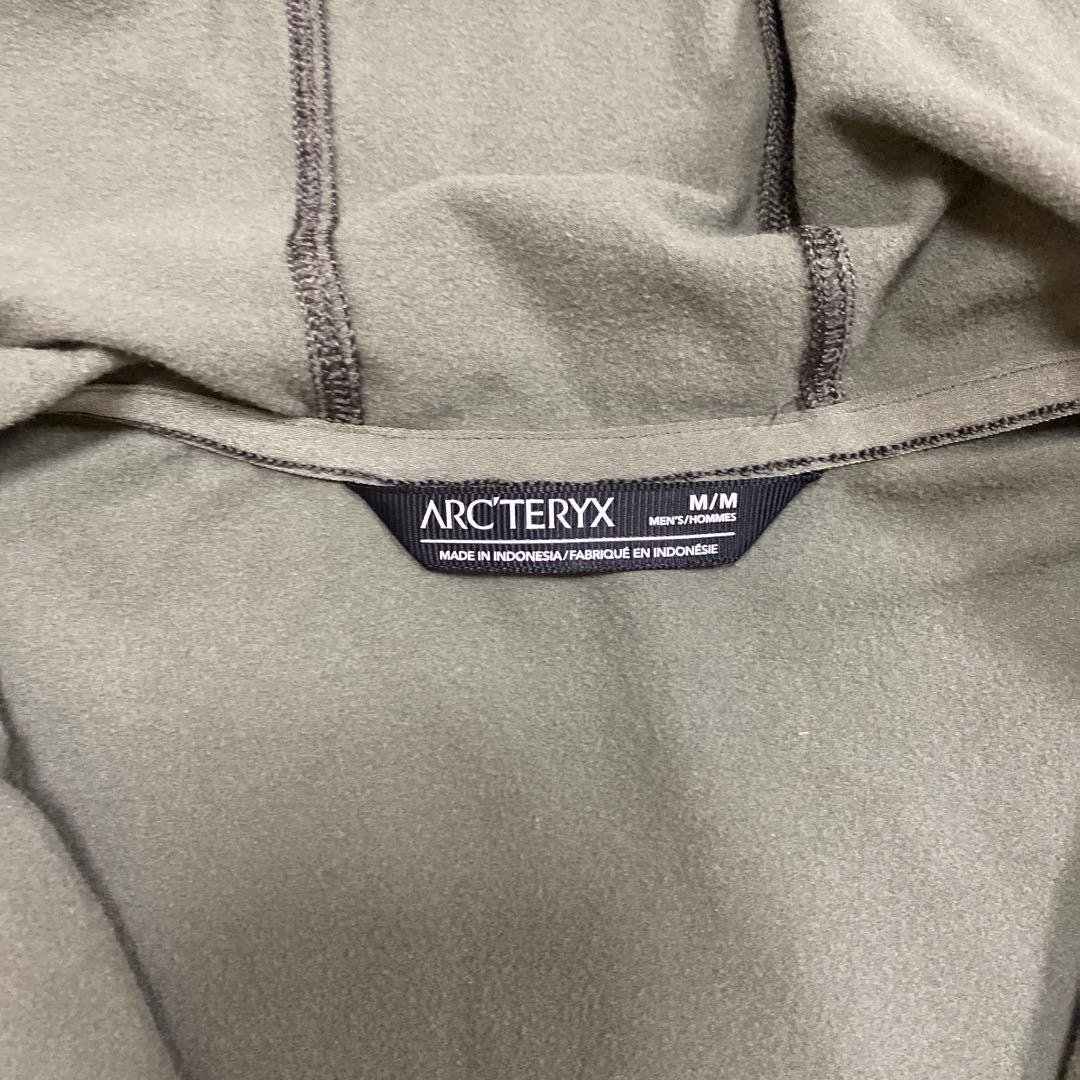 ARC'TERYX M/M
MEN'S/HOMMES
MADE IN INDONESIA/FABRIQUÉ EN INDONÉSIE